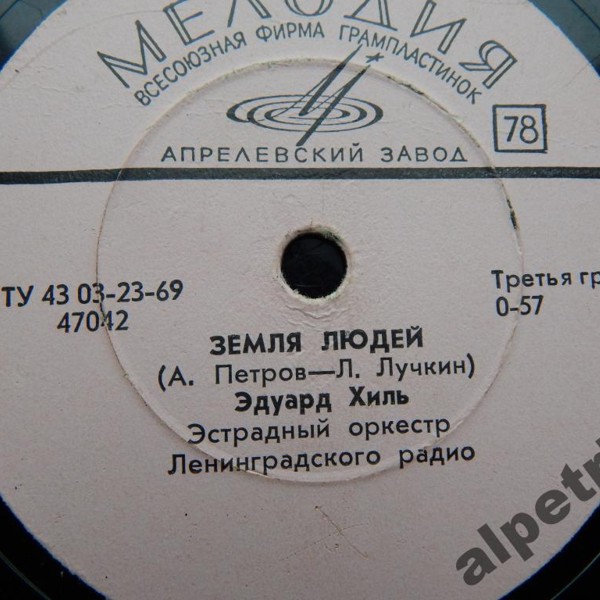 МЕЛОДИЯ
ВСЕСОЮЗНАЯ ФИРМА ГРАМПЛАСТИНОК
78
АПРЕЛЕВСКИЙ ЗАВОД
ТУ 43 03-23-69
47042
Третья гр
0-57
ЗЕМЛЯ ЛЮДЕЙ
(А. Петров—Л. Лучкин)
Эдуард Хиль
Эстрадный оркестр
Ленинградского радио
alpetri